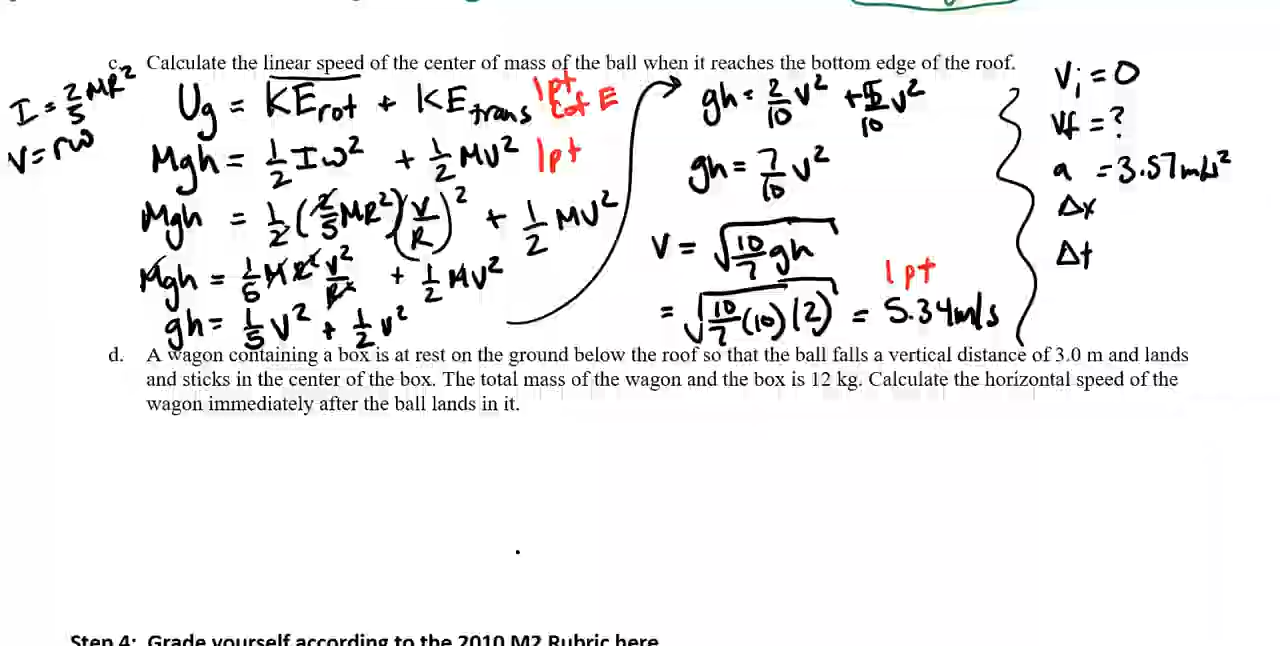 c. Calculate the linear speed of the center of mass of the ball when it reaches the bottom edge of the roof.
I = 2/5 MR²
V = rω
Ug = KErot + KEtrans 1pt CofE
Mgh = 1/2 Iω² + 1/2 Mv² 1pt
Mgh = 1/2 (2/5 MR²)(V/R)² + 1/2 Mv²
Mgh = 1/5 MR² v²/R² + 1/2 Mv²
gh = 1/5 v² + 1/2 v²
gh = 2/10 v² + 5/10 v²
gh = 7/10 v²
V = √(10/7 gh)
= √(10/7 (10)(2)) = 5.34m/s 1pt
Vi = 0
Vf = ?
a = 3.57m/s²
Δx
Δt
d. A wagon containing a box is at rest on the ground below the roof so that the ball falls a vertical distance of 3.0 m and lands
and sticks in the center of the box. The total mass of the wagon and the box is 12 kg. Calculate the horizontal speed of the
wagon immediately after the ball lands in it.
Step 4: Grade yourself according to the 2010 M2 Rubric here